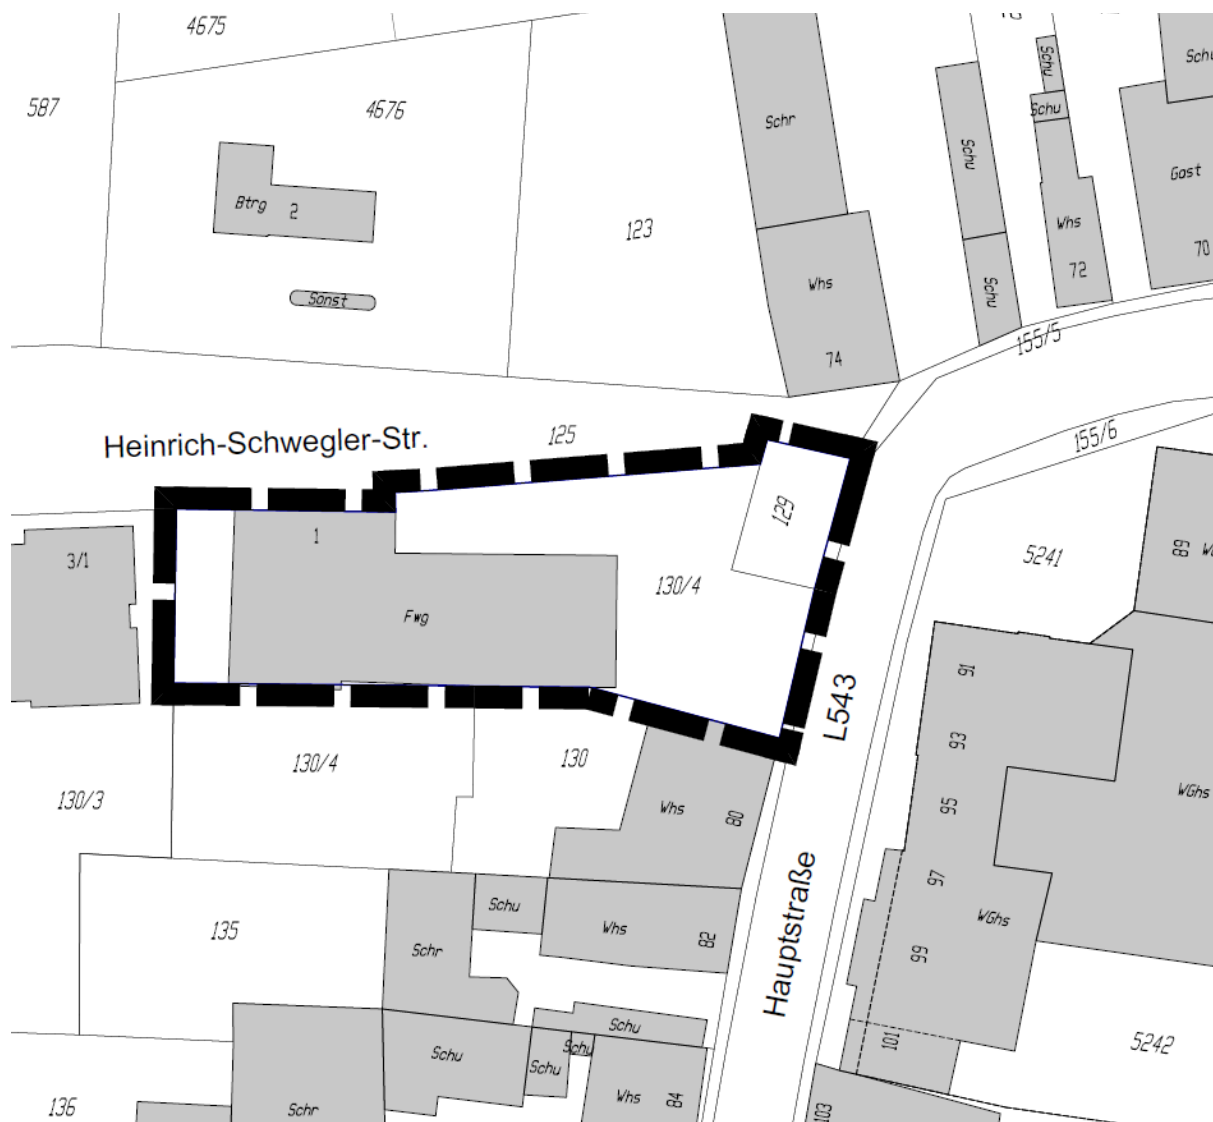 4675
587
4676
Schr
Schu
Schu
Schu
Gast
Btrg 2
123
Whs
70
Whs
72
Schu
Sonst
Schu
74
155/5
Heinrich-Schwegler-Str.
125
155/6
129
1
3/1
130/4
5241
89
Fwg
91
L543
93
130/4
130
130/3
Whs
80
95
WGhs
97
Hauptstraße
135
Schr
Schu
Whs
82
WGhs
99
Schu
Schu
Schu
Schu
101
5242
136
Schr
Whs
84
103